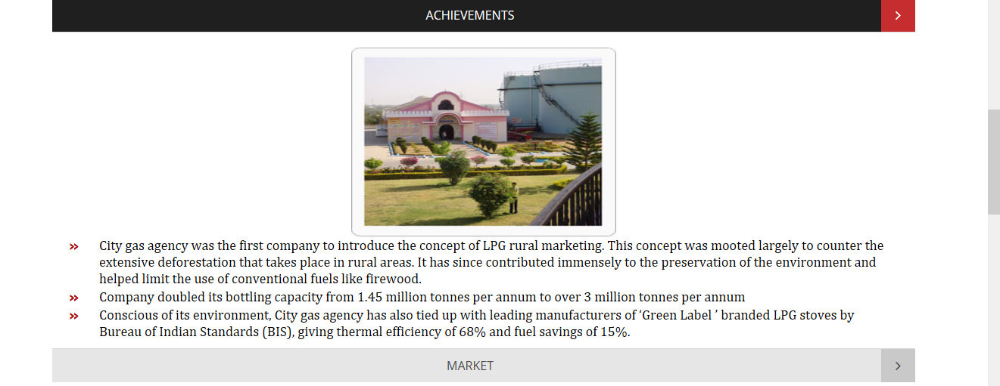 ACHIEVEMENTS
City gas agency was the first company to introduce the concept of LPG rural marketing. This concept was mooted largely to counter the
extensive deforestation that takes place in rural areas. It has since contributed immensely to the preservation of the environment and
helped limit the use of conventional fuels like firewood.
Company doubled its bottling capacity from 1.45 million tonnes per annum to over 3 million tonnes per annum
Conscious of its environment, City gas agency has also tied up with leading manufacturers of ‘Green Label ’ branded LPG stoves by
Bureau of Indian Standards (BIS), giving thermal efficiency of 68% and fuel savings of 15%.
MARKET